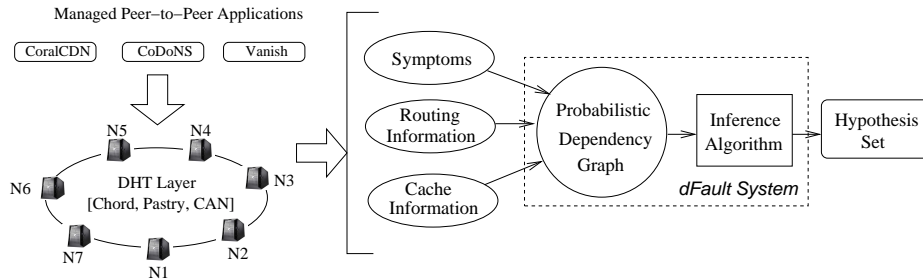 Managed Peer–to–Peer Applications
CoralCDN
CoDoNS
Vanish
N5
N4
N6
N3
DHT Layer
[Chord, Pastry, CAN]
N7
N2
N1
Symptoms
Routing
Information
Cache
Information
Probabilistic
Dependency
Graph
Inference
Algorithm
dFault System
Hypothesis
Set